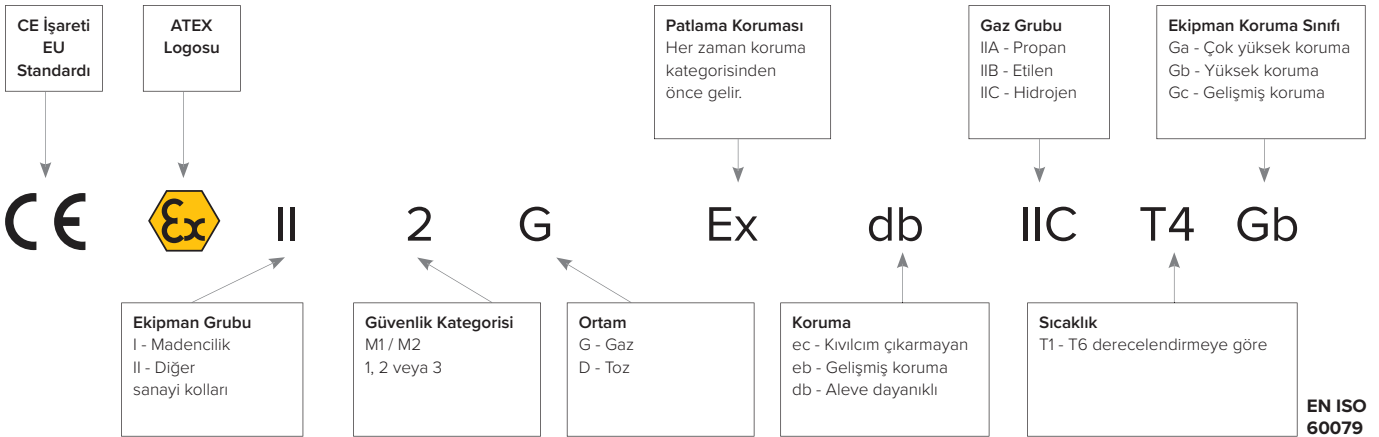 CE İşareti
EU
Standardı
ATEX
Logosu
Patlama Koruması
Her zaman koruma
kategorisinden
önce gelir.
Gaz Grubu
IIA - Propan
IIB - Etilen
IIC - Hidrojen
Ekipman Koruma Sınıfı
Ga - Çok yüksek koruma
Gb - Yüksek koruma
Gc - Gelişmiş koruma
CE Ex II 2 G Ex db IIC T4 Gb
Ekipman Grubu
I - Madencilik
II - Diğer
sanayi kolları
Güvenlik Kategorisi
M1 / M2
1, 2 veya 3
Ortam
G - Gaz
D - Toz
Koruma
ec - Kıvılcım çıkarmayan
eb - Gelişmiş koruma
db - Aleve dayanıklı
Sıcaklık
T1 - T6 derecelendirmeye göre
EN ISO
60079